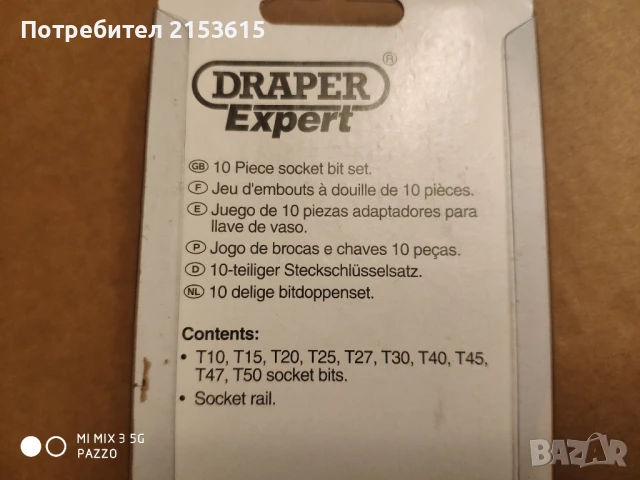 Потребител 2153615
DRAPER ®
Expert
GB 10 Piece socket bit set.
F Jeu d'embouts à douille de 10 pièces.
E Juego de 10 piezas adaptadores para
llave de vaso.
P Jogo de brocas e chaves 10 peças.
D 10-teiliger Steckschlüsselsatz.
NL 10 delige bitdoppenset.
Contents:
• T10, T15, T20, T25, T27, T30, T40, T45,
T47, T50 socket bits.
• Socket rail.
MI MIX 3 5G
PAZZO
BAZAR